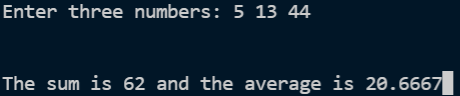 Enter three numbers: 5 13 44
The sum is 62 and the average is 20.6667